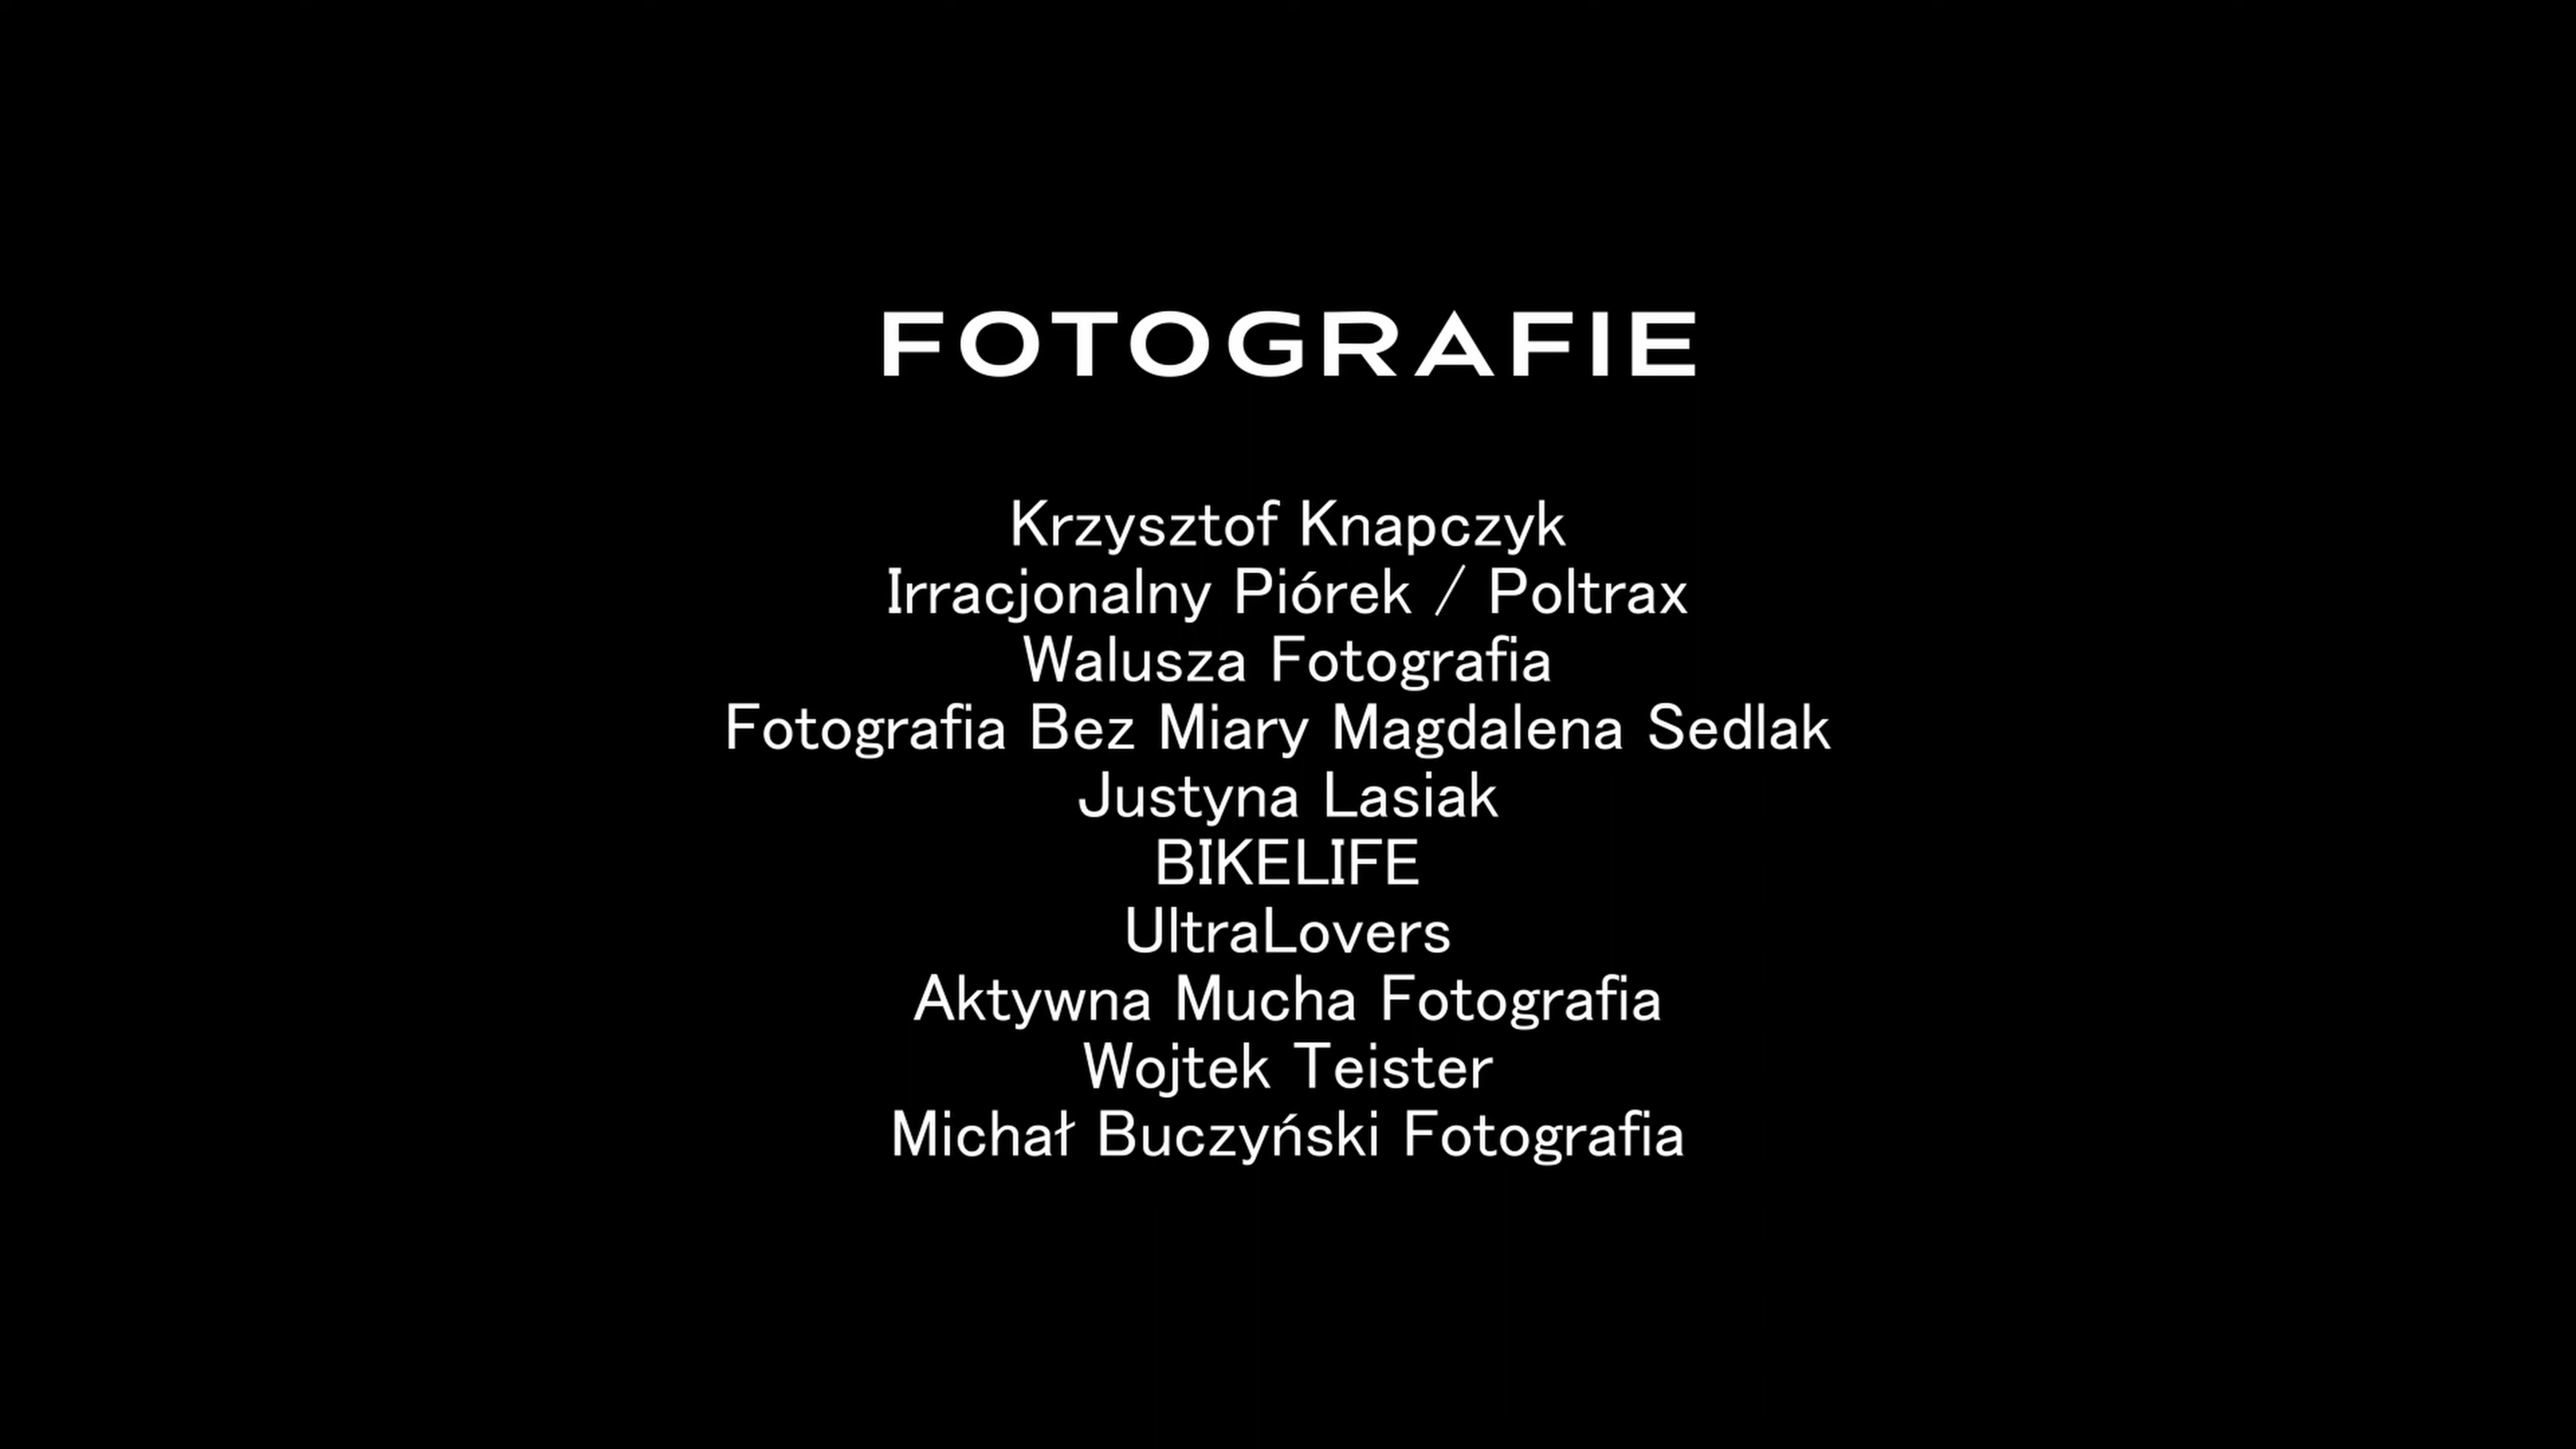 FOTOGRAFIE
Krzysztof Knapczyk
Irracjonalny Piórek / Poltrax
Walusza Fotografia
Fotografia Bez Miary Magdalena Sedlak
Justyna Lasiak
BIKELIFE
UltraLovers
Aktywna Mucha Fotografia
Wojtek Teister
Michał Buczyński Fotografia